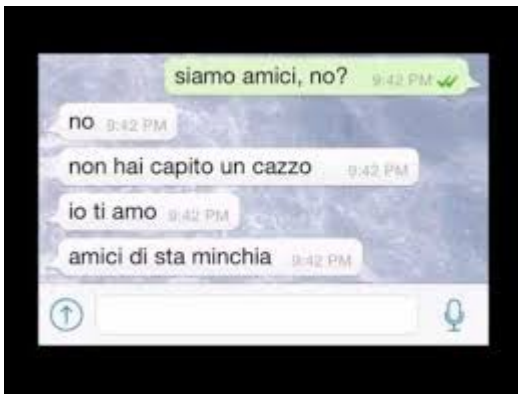 siamo amici, no? 9:42 PM
no 9:42 PM
non hai capito un cazzo 9:42 PM
io ti amo 9:42 PM
amici di sta minchia 9:42 PM